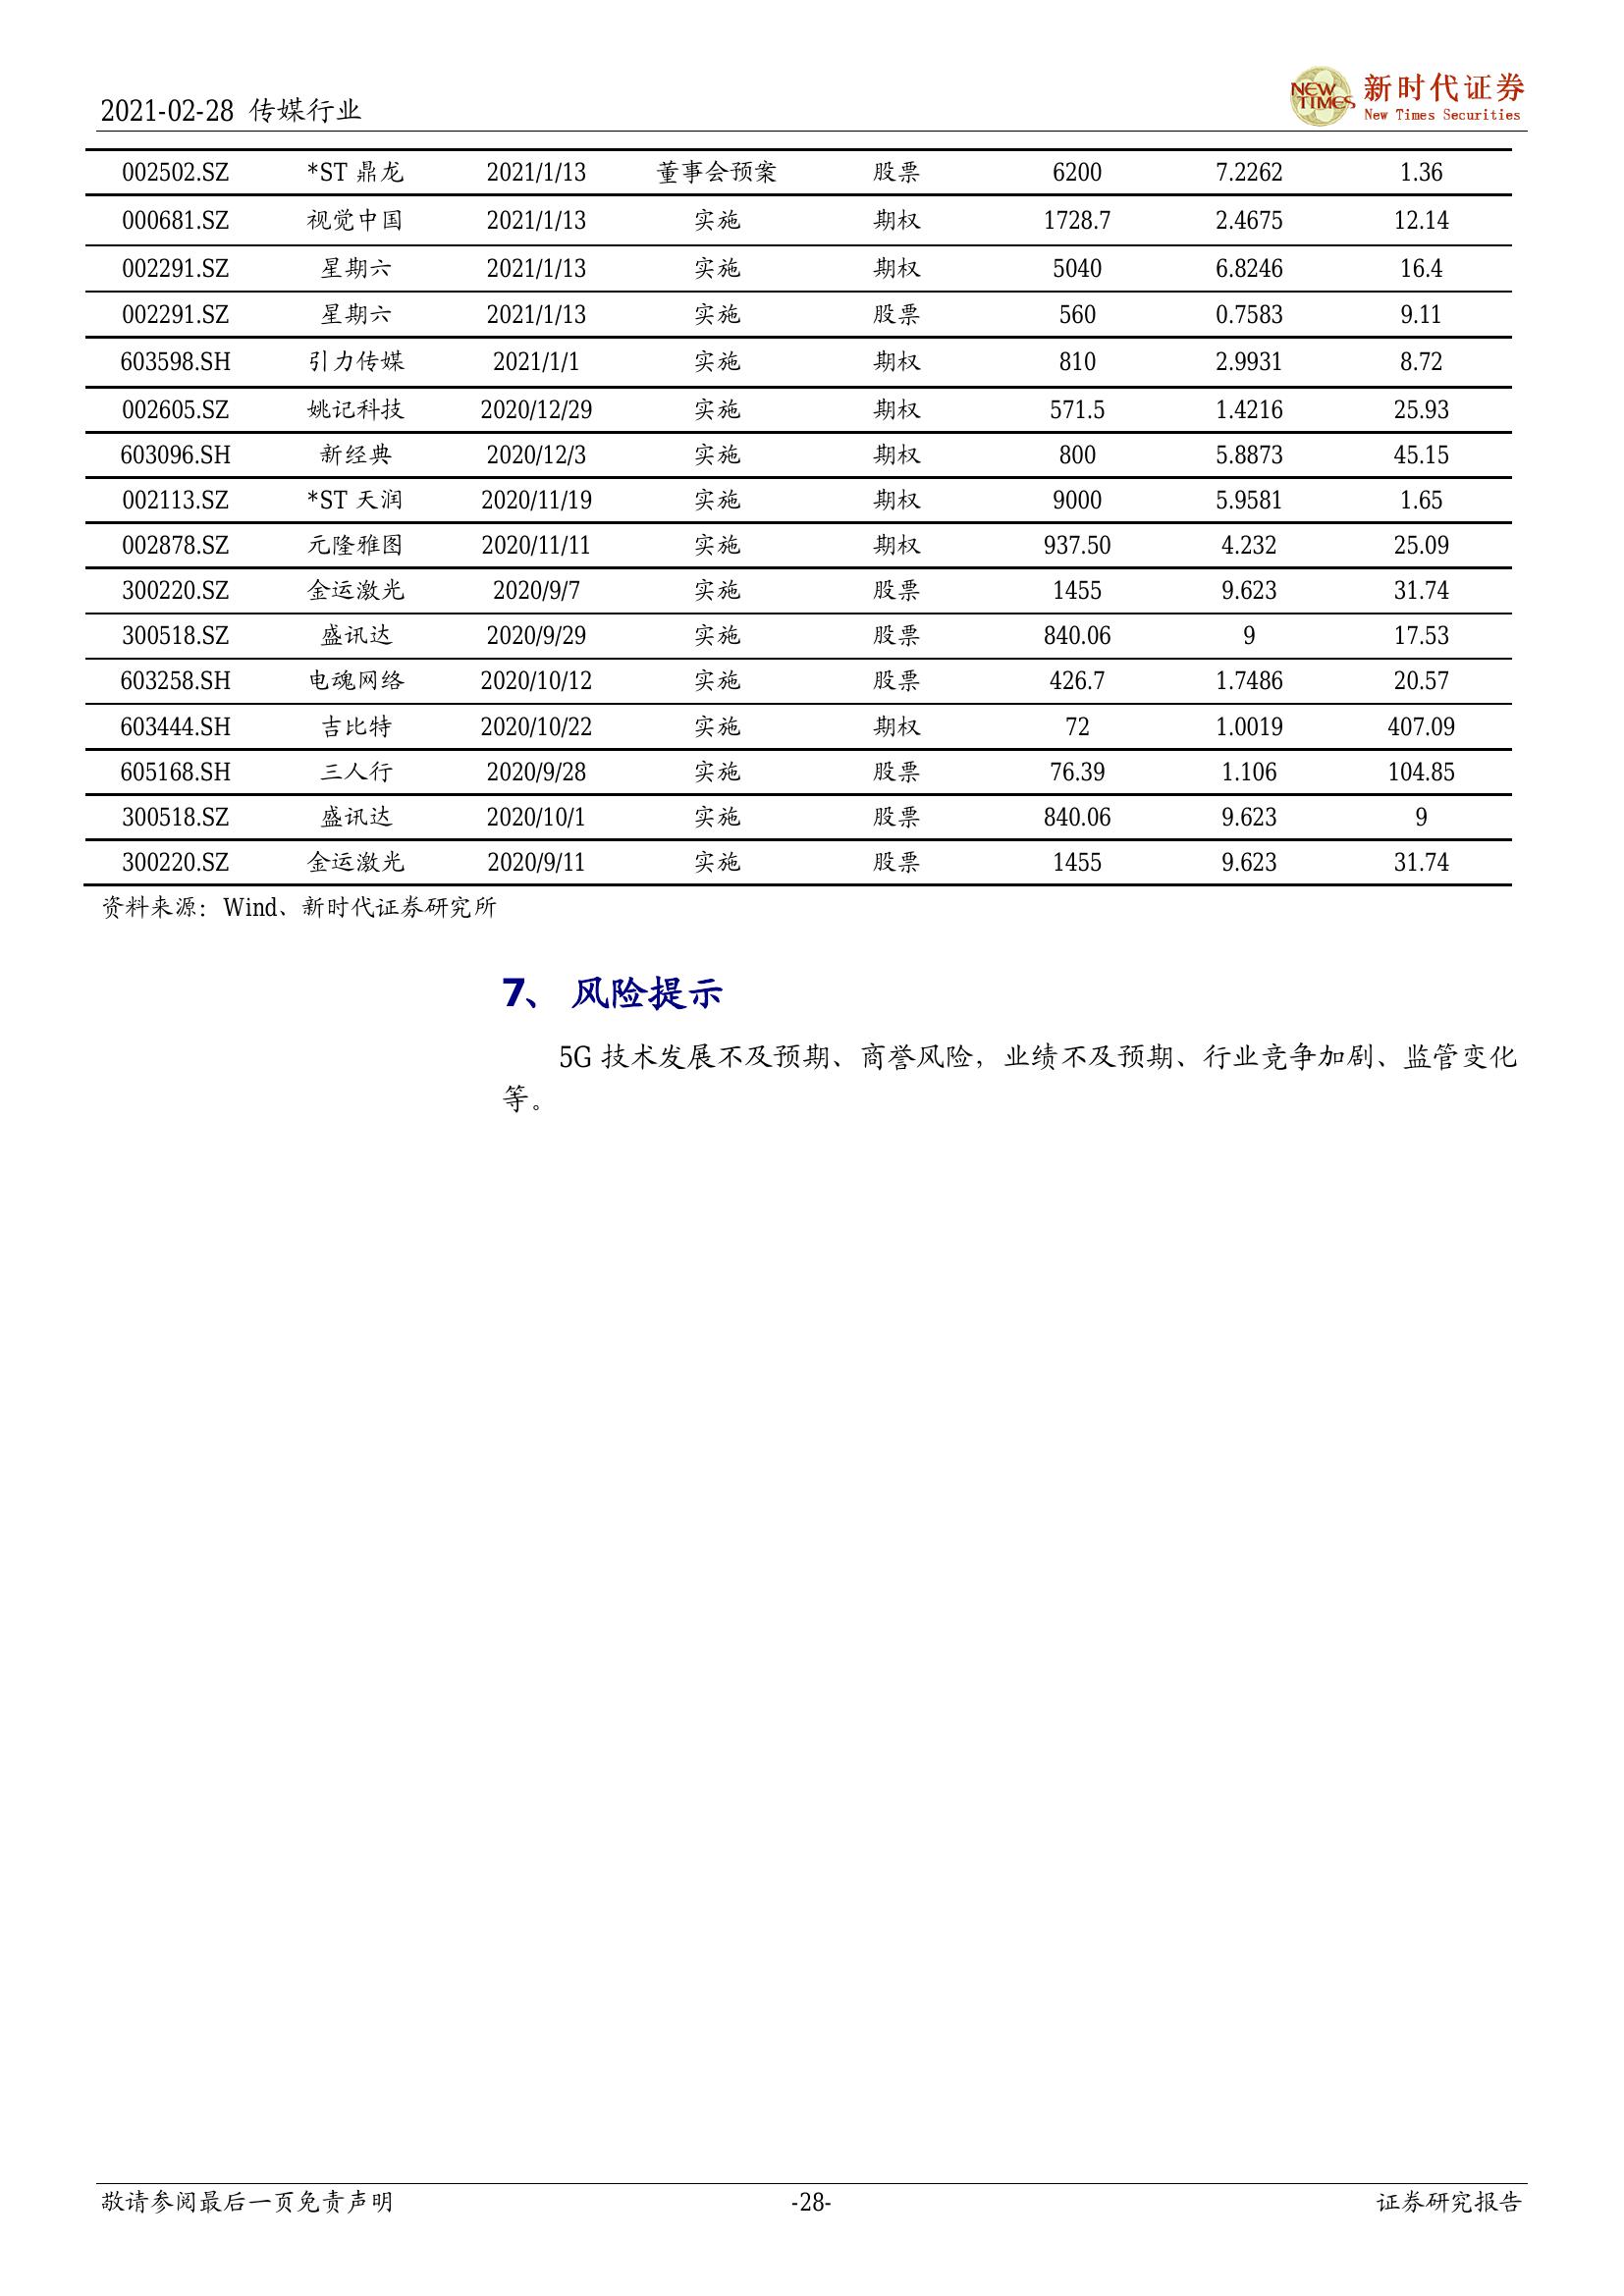 2021-02-28 传媒行业
NEW TIMES 新时代证券
New Times Securities
002502.SZ *ST 鼎龙 2021/1/13 董事会预案 股票 6200 7.2262 1.36
000681.SZ 视觉中国 2021/1/13 实施 期权 1728.7 2.4675 12.14
002291.SZ 星期六 2021/1/13 实施 期权 5040 6.8246 16.4
002291.SZ 星期六 2021/1/13 实施 股票 560 0.7583 9.11
603598.SH 引力传媒 2021/1/1 实施 期权 810 2.9931 8.72
002605.SZ 姚记科技 2020/12/29 实施 期权 571.5 1.4216 25.93
603096.SH 新经典 2020/12/3 实施 期权 800 5.8873 45.15
002113.SZ *ST 天润 2020/11/19 实施 期权 9000 5.9581 1.65
002878.SZ 元隆雅图 2020/11/11 实施 期权 937.50 4.232 25.09
300220.SZ 金运激光 2020/9/7 实施 股票 1455 9.623 31.74
300518.SZ 盛讯达 2020/9/29 实施 股票 840.06 9 17.53
603258.SH 电魂网络 2020/10/12 实施 股票 426.7 1.7486 20.57
603444.SH 吉比特 2020/10/22 实施 期权 72 1.0019 407.09
605168.SH 三人行 2020/9/28 实施 股票 76.39 1.106 104.85
300518.SZ 盛讯达 2020/10/1 实施 股票 840.06 9.623 9
300220.SZ 金运激光 2020/9/11 实施 股票 1455 9.623 31.74
资料来源：Wind、新时代证券研究所
7、 风险提示
5G 技术发展不及预期、商誉风险，业绩不及预期、行业竞争加剧、监管变化
等。
敬请参阅最后一页免责声明 -28- 证券研究报告